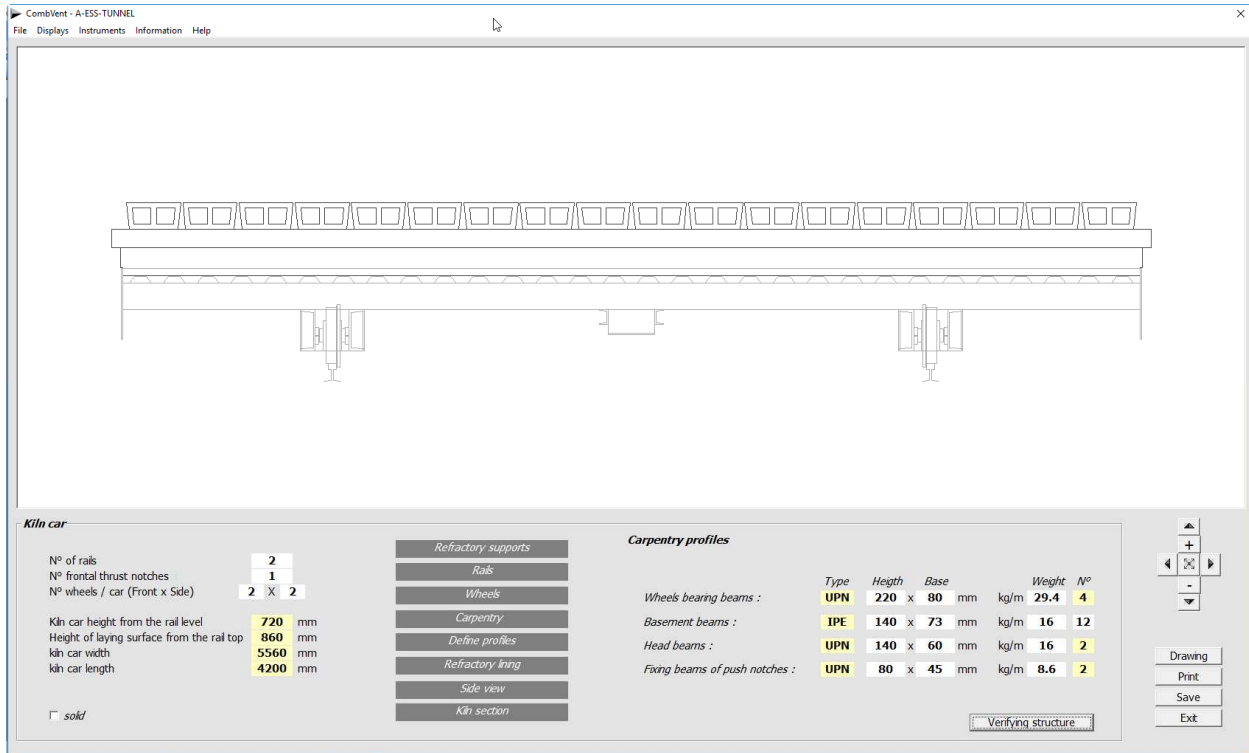 CombVent - A-ESS-TUNNEL
File Displays Instruments Information Help
Kiln car
Nº of rails 2
Nº frontal thrust notches 1
Nº wheels / car (Front x Side) 2 X 2
Kiln car height from the rail level 720 mm
Height of laying surface from the rail top 860 mm
kiln car width 5560 mm
kiln car length 4200 mm
solid
Refractory supports
Rails
Wheels
Carpentry
Define profiles
Refractory lining
Side view
Kiln section
Carpentry profiles
Type Heigth Base Weight Nº
Wheels bearing beams : UPN 220 x 80 mm kg/m 29.4 4
Basement beams : IPE 140 x 73 mm kg/m 16 12
Head beams : UPN 140 x 60 mm kg/m 16 2
Fixing beams of push notches : UPN 80 x 45 mm kg/m 8.6 2
Verifying structure
+
-
Drawing
Print
Save
Exit